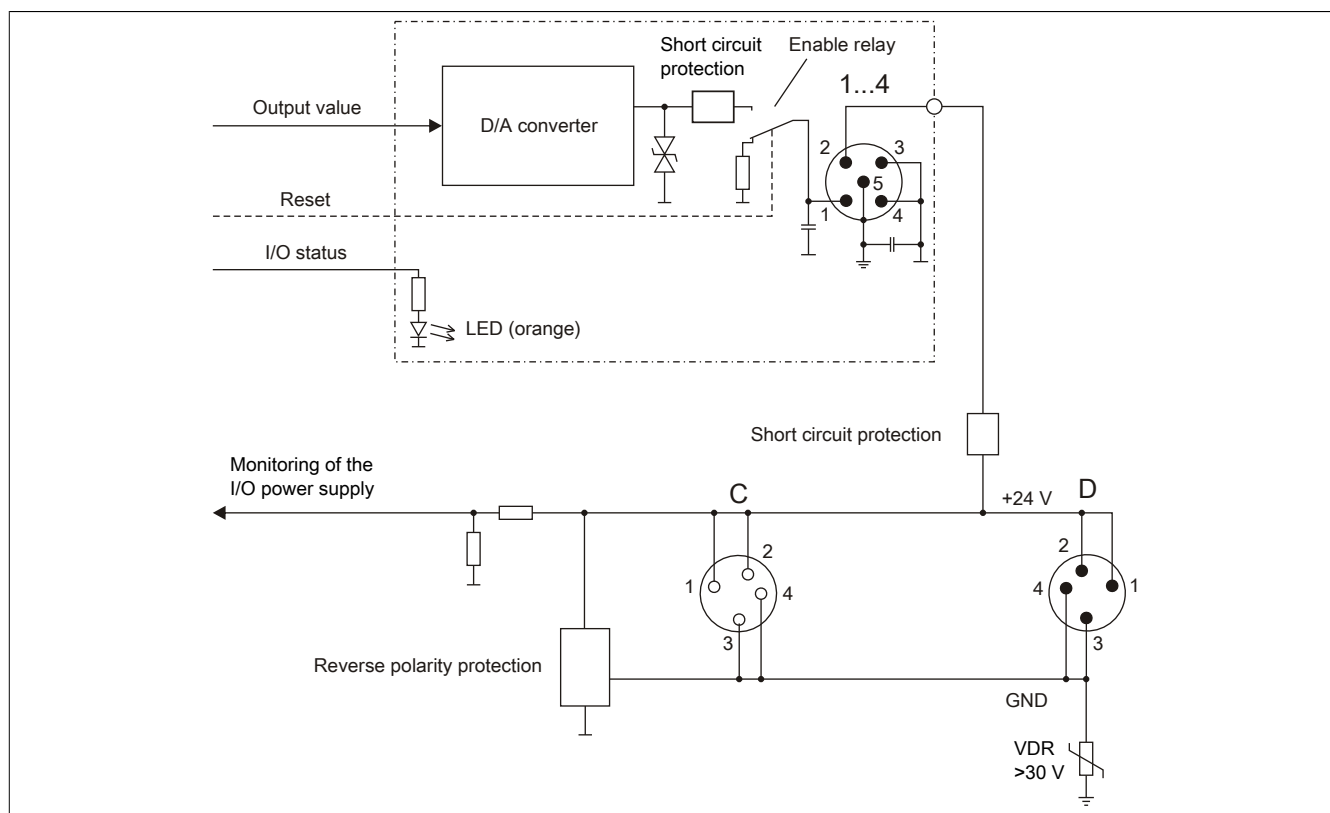 Short circuit
protection
Enable relay
1...4
Output value
D/A converter
2
3
5
1
4
Reset
I/O status
LED (orange)
Short circuit protection
Monitoring of the
I/O power supply
C
+24 V
D
2
1
4
3
2
4
1
3
Reverse polarity protection
GND
VDR
>30 V